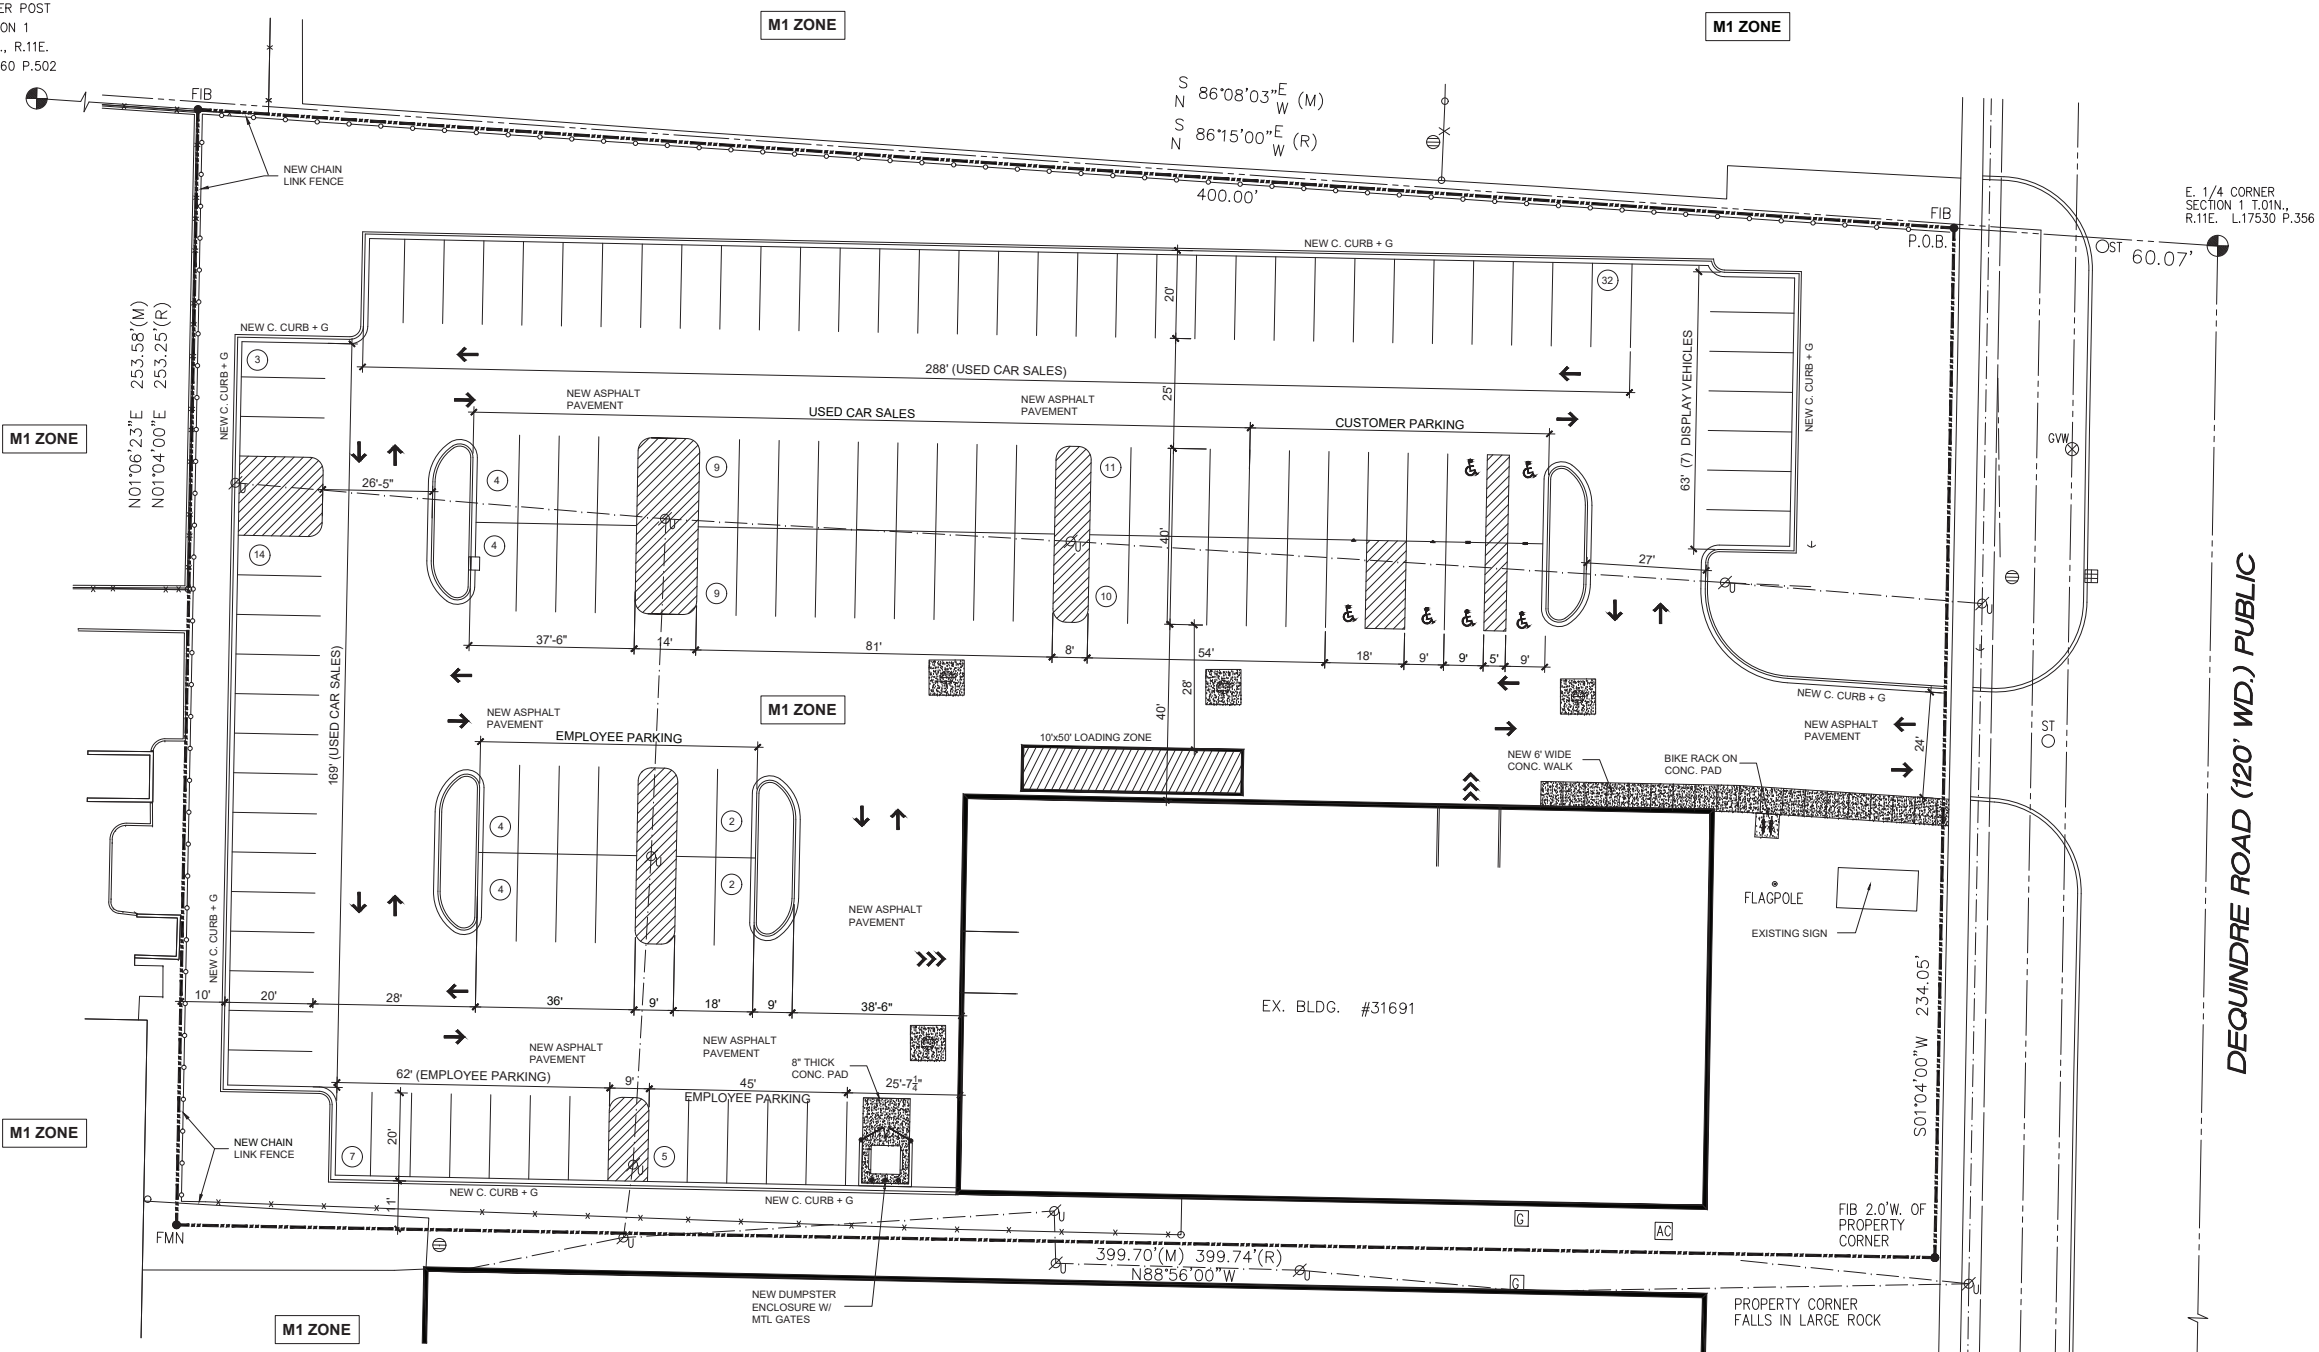 ER POST
ON 1
., R.11E.
60 P.502
M1 ZONE
M1 ZONE
FIB
S 86°08'03"E (M)
N W
S 86°15'00"E (R)
N W
400.00'
NEW CHAIN
LINK FENCE
FIB
P.O.B.
E. 1/4 CORNER
SECTION 1 T.01N.,
R.11E. L.17530 P.356
ST
60.07'
NEW C. CURB + G
32
20'
N01°06'23"E 253.58'(M)
N01°04'00"E 253.25'(R)
NEW C. CURB + G
NEW C. CURB + G
3
288' (USED CAR SALES)
25'
63' (7) DISPLAY VEHICLES
NEW C. CURB + G
NEW ASPHALT
PAVEMENT
NEW ASPHALT
PAVEMENT
USED CAR SALES
CUSTOMER PARKING
M1 ZONE
GVW
26'-5"
4
9
11
U
U
U
40'
14
4
9
10
27'
U
U
37'-6"
14'
81'
8'
54'
18'
9'
9'
5'
9'
169' (USED CAR SALES)
28'
40'
M1 ZONE
NEW ASPHALT
PAVEMENT
NEW C. CURB + G
NEW ASPHALT
PAVEMENT
24'
ST
EMPLOYEE PARKING
10'x50' LOADING ZONE
NEW 6' WIDE
CONC. WALK
BIKE RACK ON
CONC. PAD
DEQUINDRE ROAD (120' WD.) PUBLIC
4
2
U
4
2
NEW ASPHALT
PAVEMENT
FLAGPOLE
EXISTING SIGN
NEW C. CURB + G
10'
20'
28'
36'
9'
18'
9'
38'-6"
EX. BLDG. #31691
S01°04'00"W 234.05'
NEW ASPHALT
PAVEMENT
NEW ASPHALT
PAVEMENT
8" THICK
CONC. PAD
62' (EMPLOYEE PARKING)
9'
45'
25'-7¼"
EMPLOYEE PARKING
M1 ZONE
NEW CHAIN
LINK FENCE
20'
7
5
U
NEW C. CURB + G
NEW C. CURB + G
11'
FMN
U
U
G
AC
FIB 2.0'W. OF
PROPERTY
CORNER
399.70'(M) 399.74'(R)
N88°56'00"W
U
U
G
U
NEW DUMPSTER
ENCLOSURE W/
MTL GATES
PROPERTY CORNER
FALLS IN LARGE ROCK
M1 ZONE